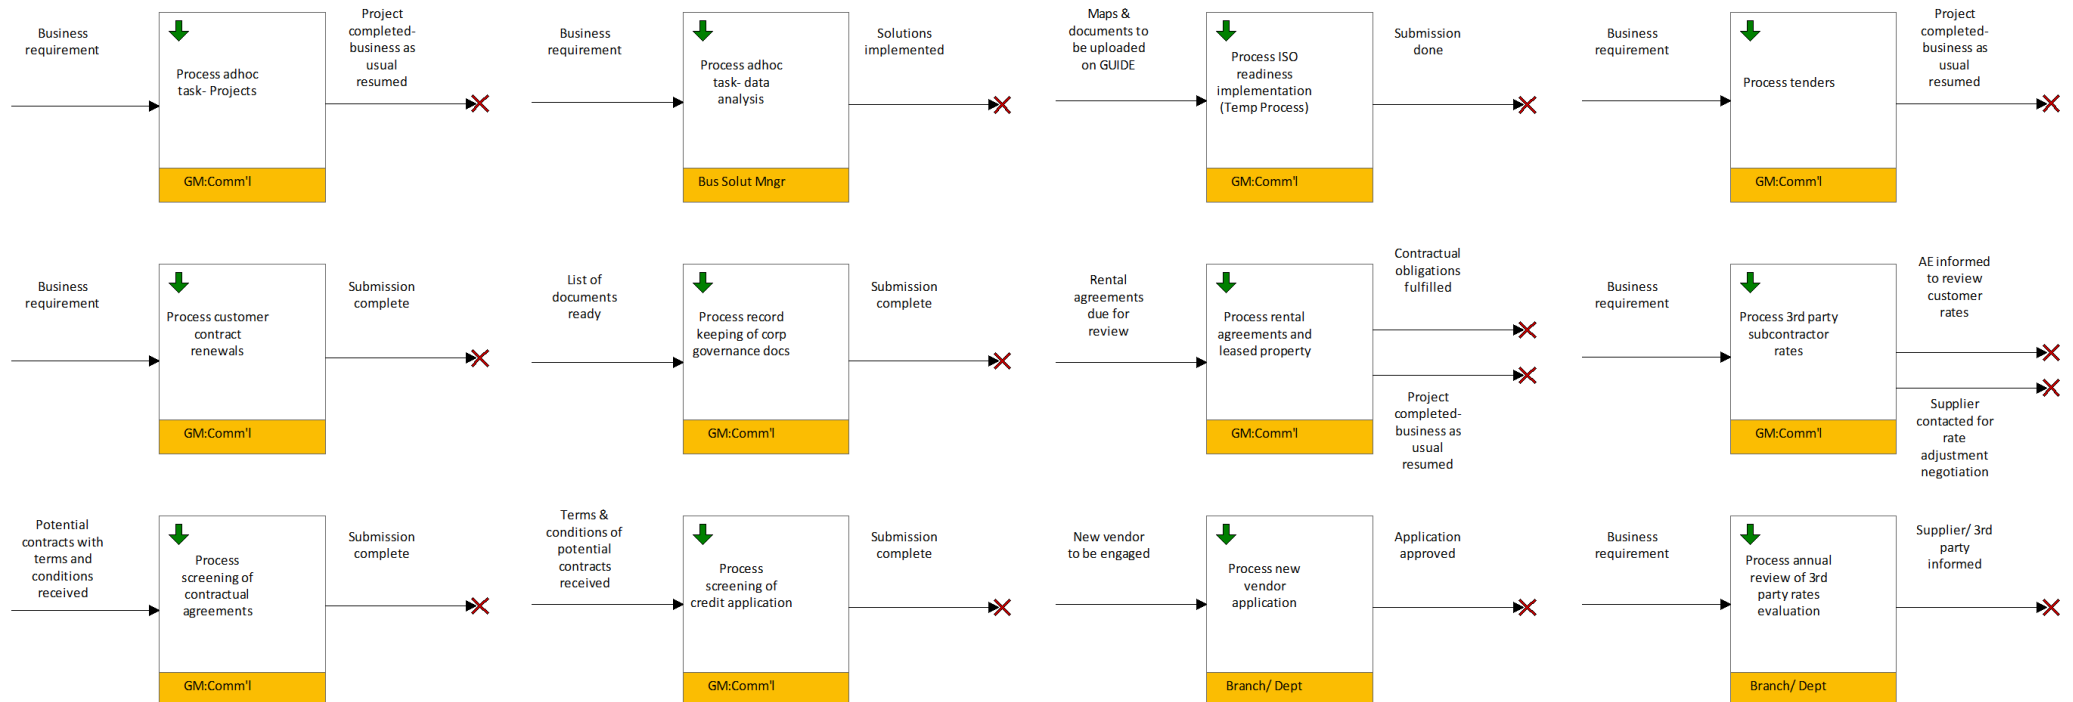 Business
requirement
Process adhoc
task- Projects
GM:Comm'l
Project
completed-
business as
usual
resumed
Business
requirement
Process adhoc
task- data
analysis
Bus Solut Mngr
Solutions
implemented
Maps &
documents to
be uploaded
on GUIDE
Process ISO
readiness
implementation
(Temp Process)
GM:Comm'l
Submission
done
Business
requirement
Process tenders
GM:Comm'l
Project
completed-
business as
usual
resumed
Business
requirement
Process customer
contract
renewals
GM:Comm'l
Submission
complete
List of
documents
ready
Process record
keeping of corp
governance docs
GM:Comm'l
Submission
complete
Rental
agreements
due for
review
Process rental
agreements and
leased property
GM:Comm'l
Contractual
obligations
fulfilled
Project
completed-
business as
usual
resumed
Business
requirement
Process 3rd party
subcontractor
rates
GM:Comm'l
AE informed
to review
customer
rates
Supplier
contacted for
rate
adjustment
negotiation
Potential
contracts with
terms and
conditions
received
Process
screening of
contractual
agreements
GM:Comm'l
Submission
complete
Terms &
conditions of
potential
contracts
received
Process
screening of
credit application
GM:Comm'l
Submission
complete
New vendor
to be engaged
Process new
vendor
application
Branch/ Dept
Application
approved
Business
requirement
Process annual
review of 3rd
party rates
evaluation
Branch/ Dept
Supplier/ 3rd
party
informed